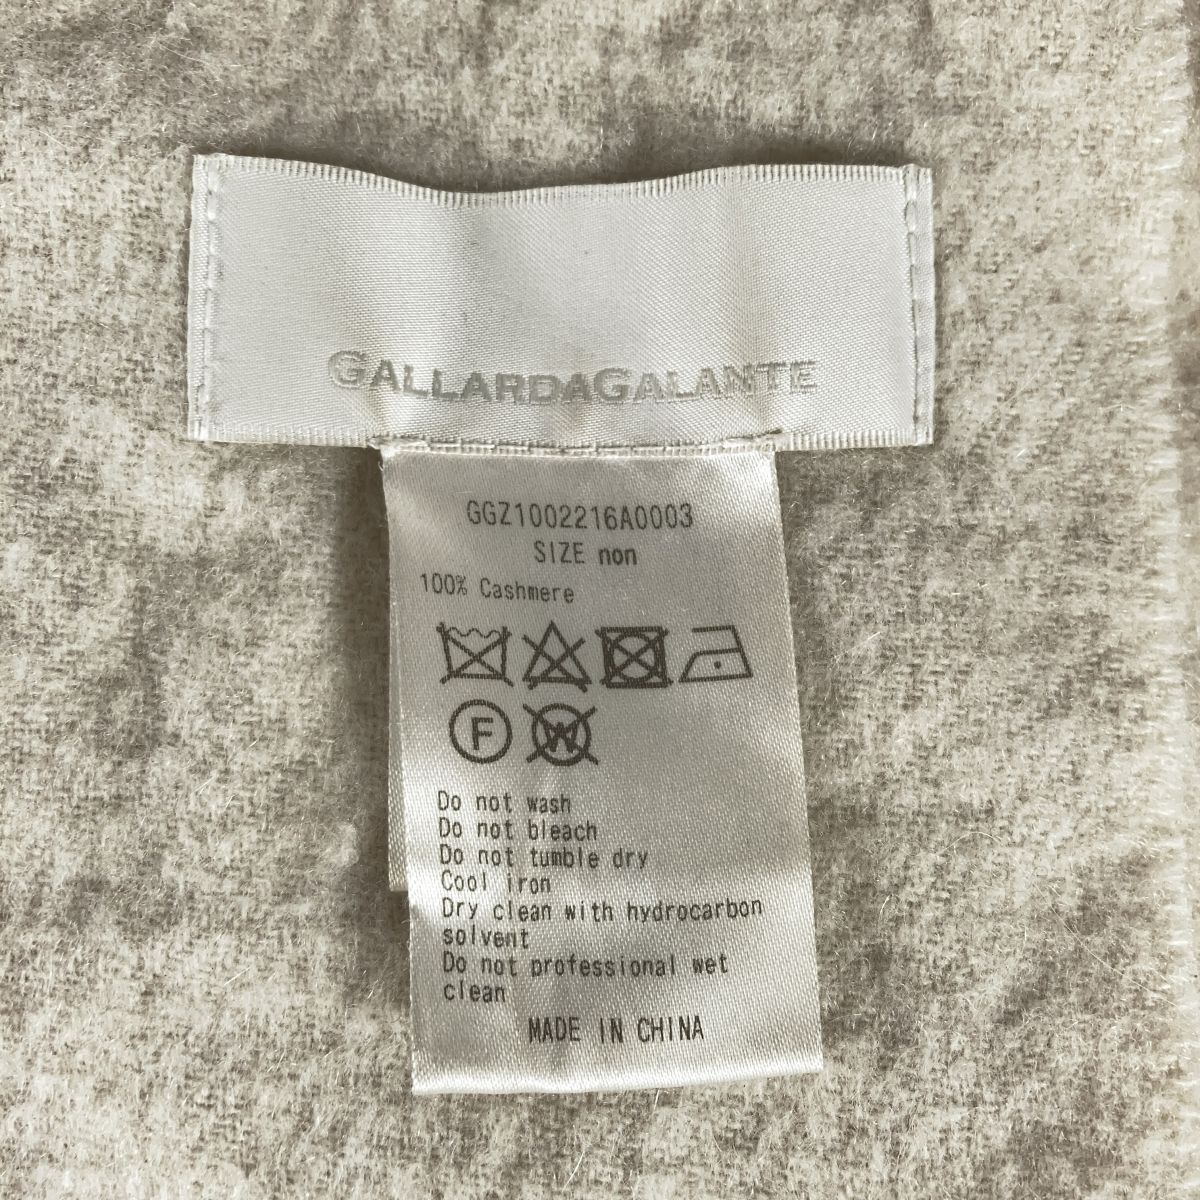 GALLARDAGALANTE
GGZ1002216A0003
SIZE non
100% Cashmere
F W
Do not wash
Do not bleach
Do not tumble dry
Cool iron
Dry clean with hydrocarbon
solvent
Do not professional wet
clean
MADE IN CHINA